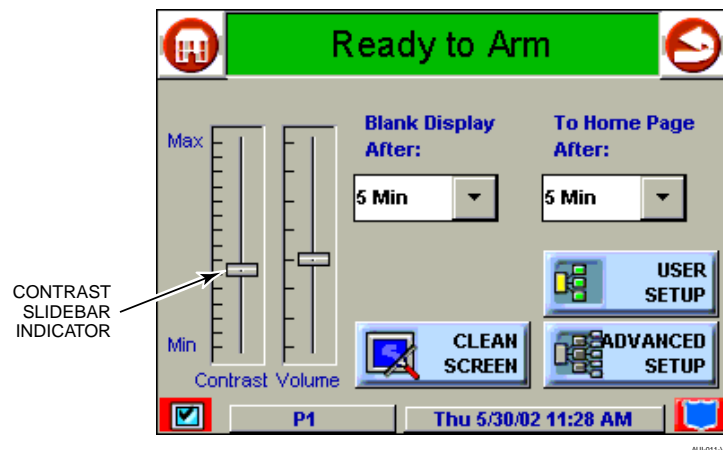 Ready to Arm
Blank Display
After:
To Home Page
After:
Max
5 Min
5 Min
CONTRAST
SLIDEBAR
INDICATOR
USER
SETUP
Min
CLEAN
SCREEN
ADVANCED
SETUP
Contrast Volume
P1
Thu 5/30/02 11:28 AM